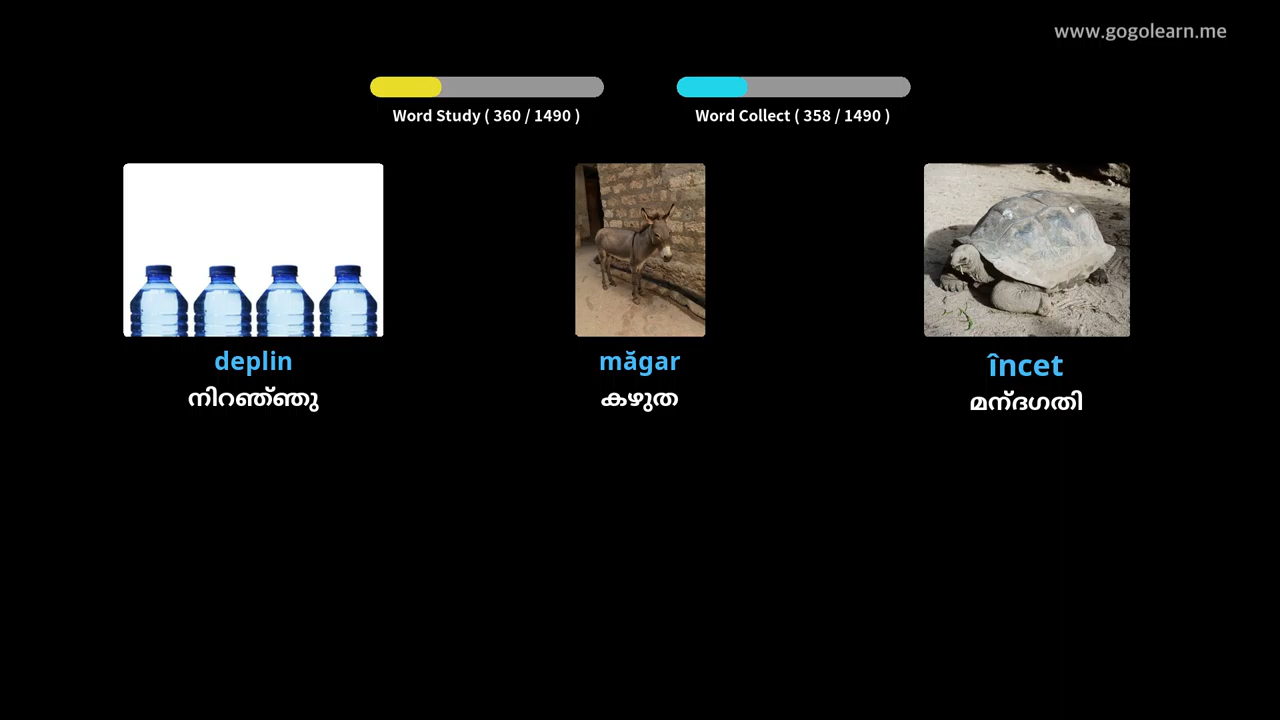 www.gogolearn.me
Word Study ( 360 / 1490 )
Word Collect ( 358 / 1490 )
deplin
നിറഞ്ഞു
măgar
കഴുത
încet
മന്ദഗതി